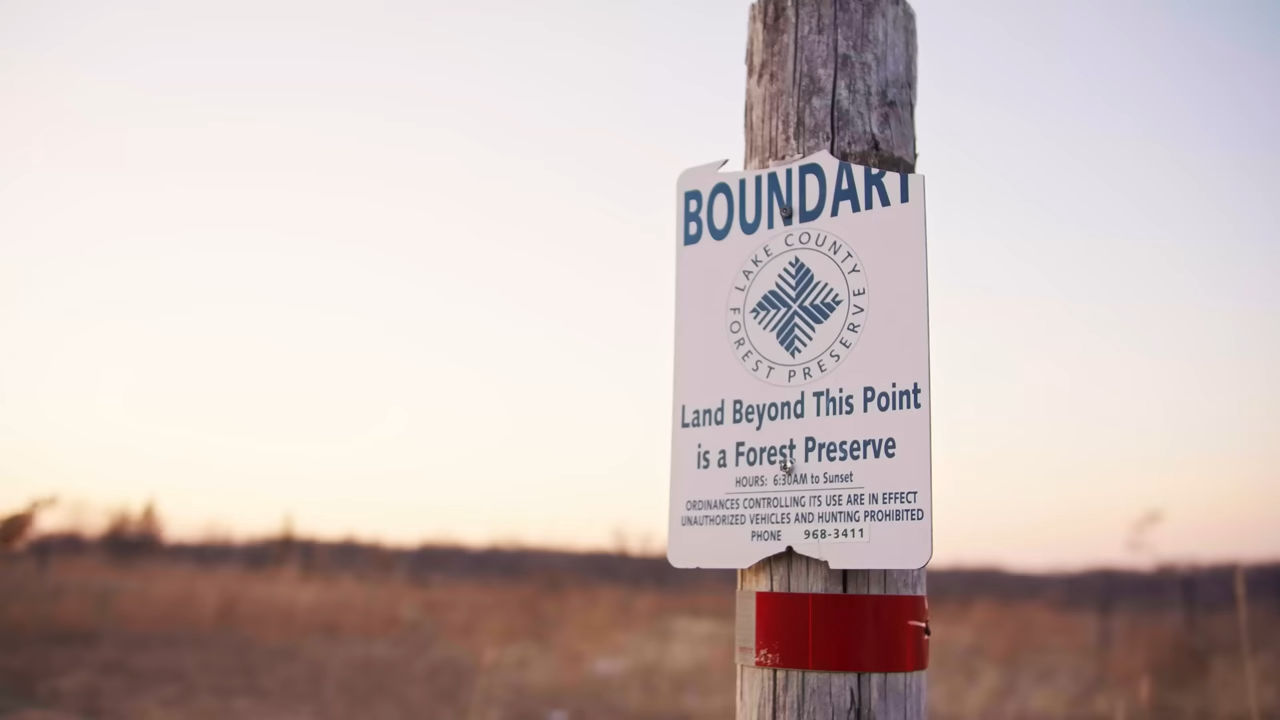 BOUNDARY
LAKE COUNTY
FOREST PRESERVE
Land Beyond This Point
is a Forest Preserve
HOURS: 6:30AM to Sunset
ORDINANCES CONTROLLING ITS USE ARE IN EFFECT
UNAUTHORIZED VEHICLES AND HUNTING PROHIBITED
PHONE 968-3411